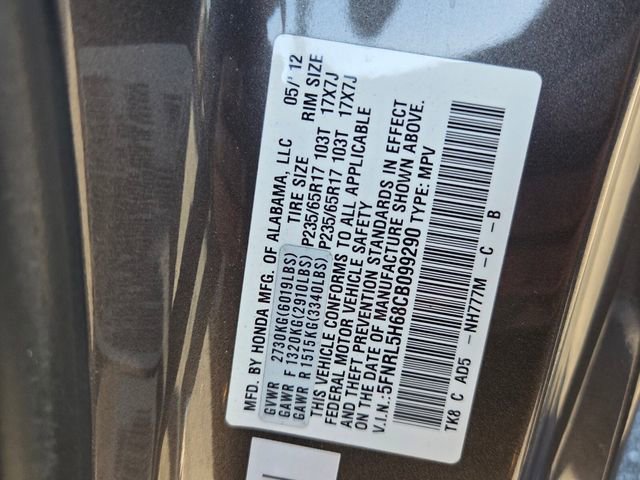 MFD. BY HONDA MFG. OF ALABAMA, LLC 05/'12
TIRE SIZE RIM SIZE
GVWR 2730KG(6019LBS)
GAWR F 1320KG(2910LBS) P235/65R17 103T 17X7J
GAWR R 1515KG(3340LBS) P235/65R17 103T 17X7J
THIS VEHICLE CONFORMS TO ALL APPLICABLE
FEDERAL MOTOR VEHICLE SAFETY
AND THEFT PREVENTION STANDARDS IN EFFECT
ON THE DATE OF MANUFACTURE SHOWN ABOVE.
V.I.N.:5FNRL5H68CB099290 TYPE: MPV
TK8 C AD5 -NH777M -C -B